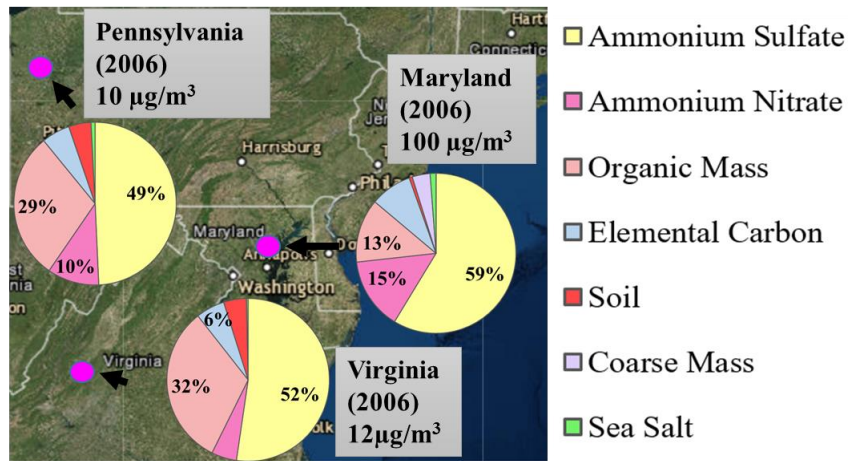 Pennsylvania
(2006)
10 µg/m³
Maryland
(2006)
100 µg/m³
Harrisburg
Maryland
Washington
Virginia
49%
29%
10%
59%
15%
13%
52%
32%
6%
Virginia
(2006)
12µg/m³
Ammonium Sulfate
Ammonium Nitrate
Organic Mass
Elemental Carbon
Soil
Coarse Mass
Sea Salt